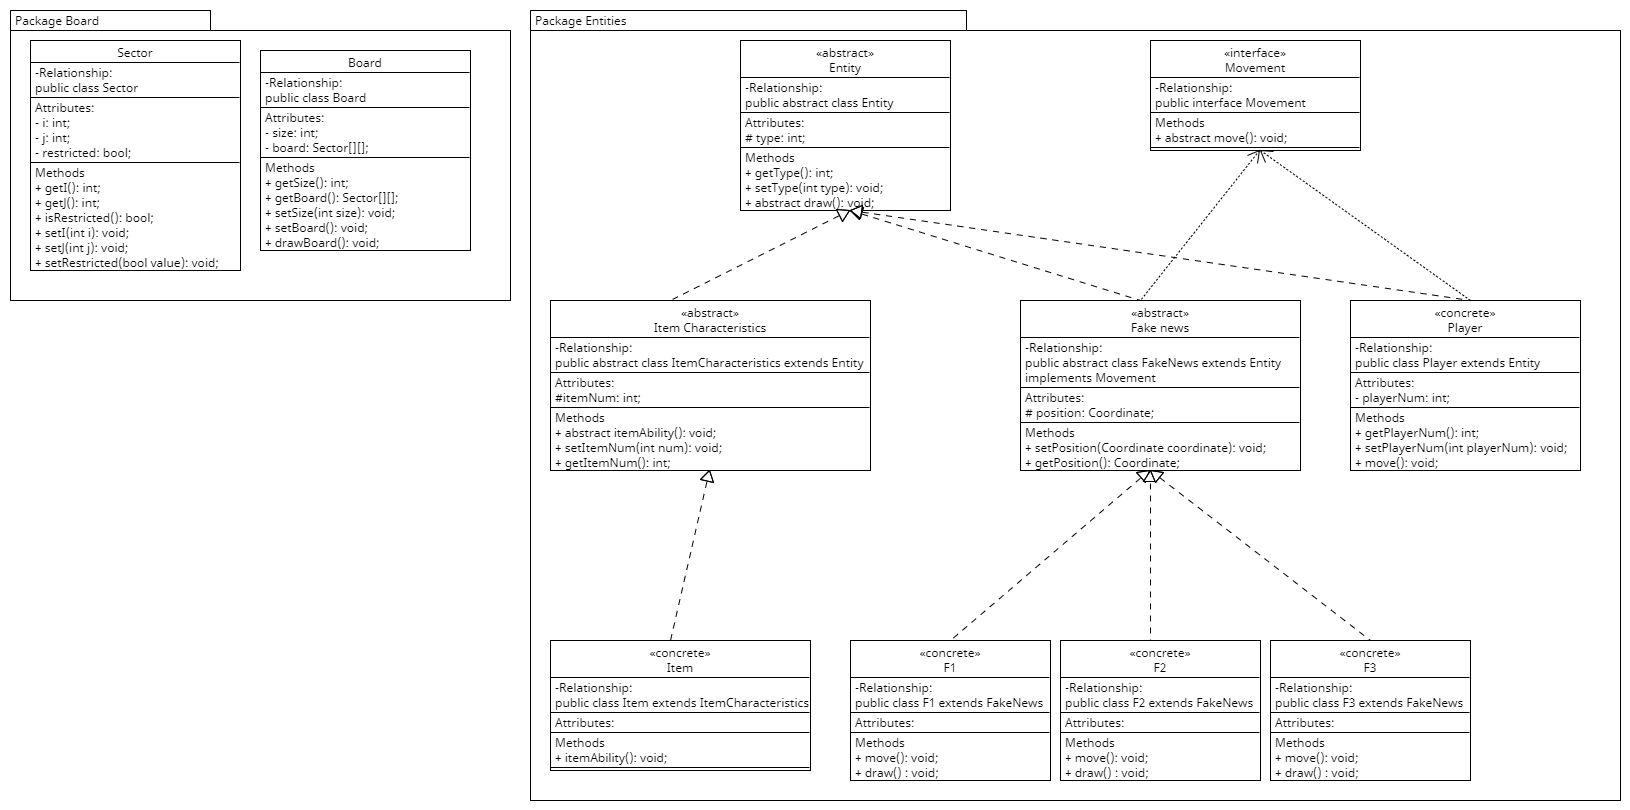 Package Board
Sector
-Relationship:
public class Sector
Attributes:
- i: int;
- j: int;
- restricted: bool;
Methods
+ getI(): int;
+ getJ(): int;
+ isRestricted(): bool;
+ setI(int i): void;
+ setJ(int j): void;
+ setRestricted(bool value): void;
Board
-Relationship:
public class Board
Attributes:
- size: int;
- board: Sector[][];
Methods
+ getSize(): int;
+ getBoard(): Sector[][];
+ setSize(int size): void;
+ setBoard(): void;
+ drawBoard(): void;
Package Entities
«abstract»
Entity
-Relationship:
public abstract class Entity
Attributes:
# type: int;
Methods
+ getType(): int;
+ setType(int type): void;
+ abstract draw(): void;
«interface»
Movement
-Relationship:
public interface Movement
Methods
+ abstract move(): void;
«abstract»
Item Characteristics
-Relationship:
public abstract class ItemCharacteristics extends Entity
Attributes:
#itemNum: int;
Methods
+ abstract itemAbility(): void;
+ setItemNum(int num): void;
+ getItemNum(): int;
«abstract»
Fake news
-Relationship:
public abstract class FakeNews extends Entity
implements Movement
Attributes:
# position: Coordinate;
Methods
+ setPosition(Coordinate coordinate): void;
+ getPosition(): Coordinate;
«concrete»
Player
-Relationship:
public class Player extends Entity
Attributes:
- playerNum: int;
Methods
+ getPlayerNum(): int;
+ setPlayerNum(int playerNum): void;
+ move(): void;
«concrete»
Item
-Relationship:
public class Item extends ItemCharacteristics
Attributes:
Methods
+ itemAbility(): void;
«concrete»
F1
-Relationship:
public class F1 extends FakeNews
Attributes:
Methods
+ move(): void;
+ draw() : void;
«concrete»
F2
-Relationship:
public class F2 extends FakeNews
Attributes:
Methods
+ move(): void;
+ draw() : void;
«concrete»
F3
-Relationship:
public class F3 extends FakeNews
Attributes:
Methods
+ move(): void;
+ draw() : void;